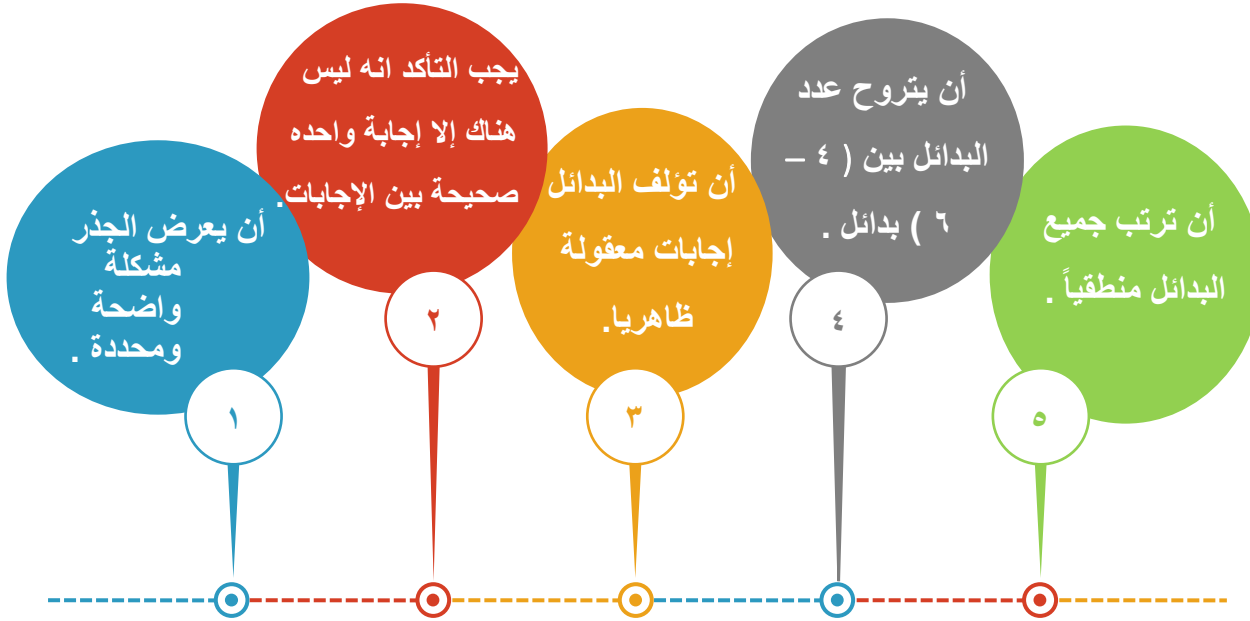 أن يعرض الجذر
مشكلة
واضحة
ومحددة .
١
يجب التأكد انه ليس
هناك إلا إجابة واحده
صحيحة بين الإجابات.
٢
أن تؤلف البدائل
إجابات معقولة
ظاهريا.
٣
أن يتروح عدد
البدائل بين ( ٤ –
٦ ) بدائل .
٤
أن ترتب جميع
البدائل منطقياً .
٥